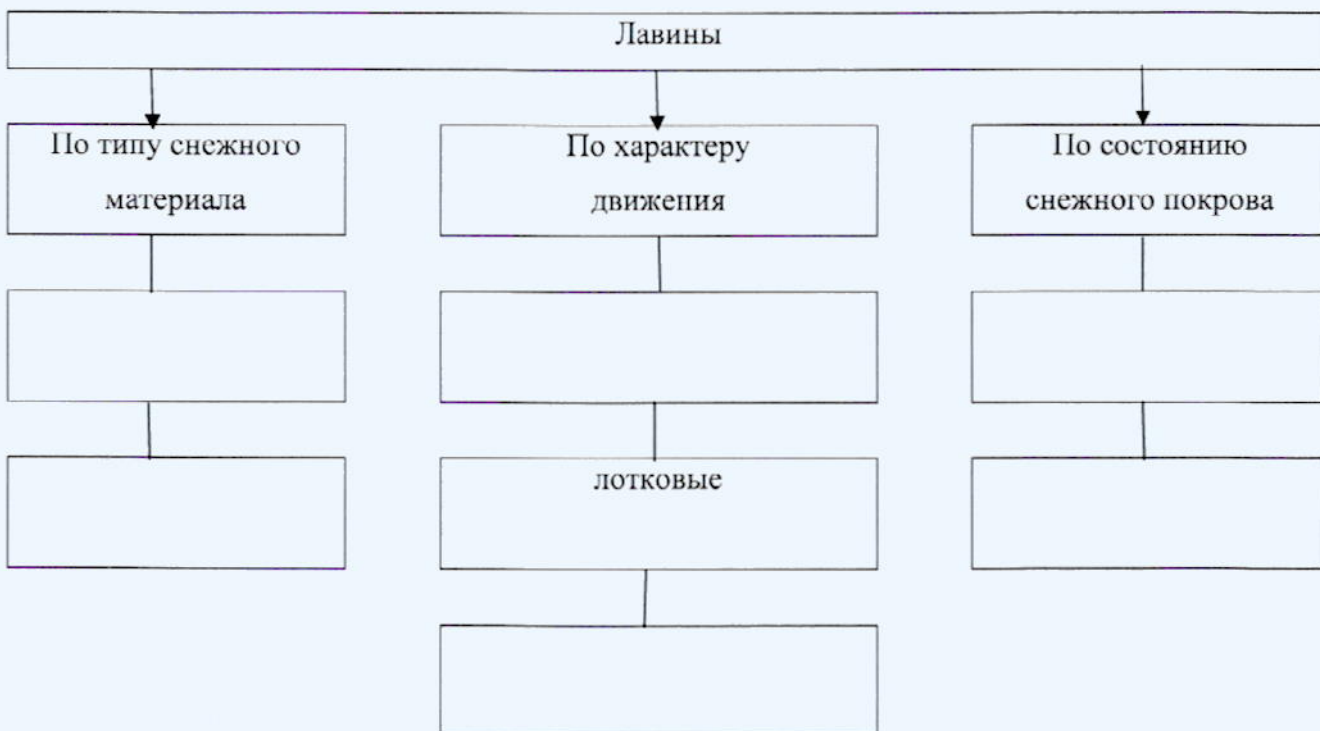 Лавины
По типу снежного
материала
По характеру
движения
По состоянию
снежного покрова
лотковые